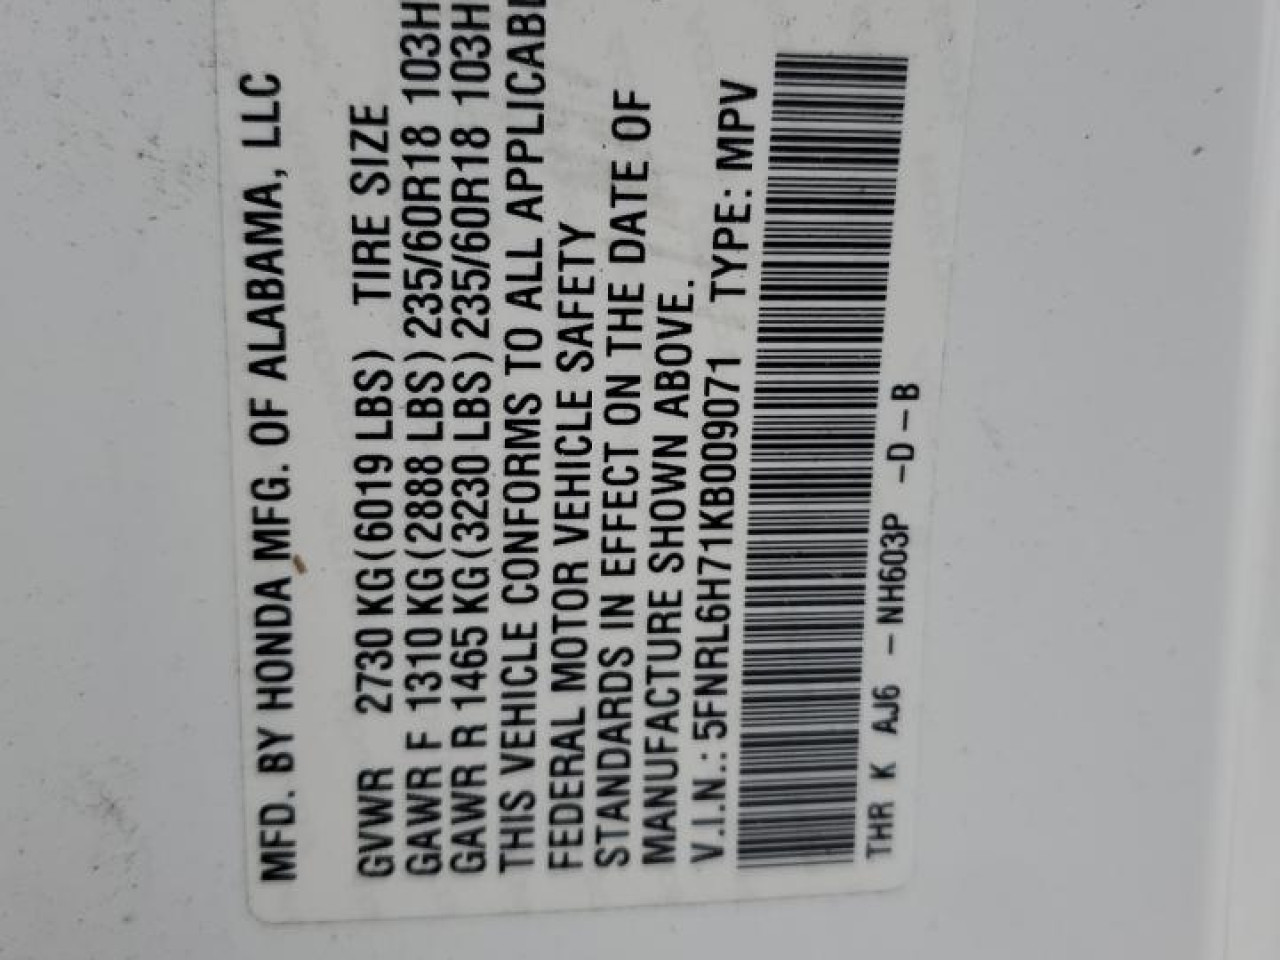 MFD. BY HONDA MFG. OF ALABAMA, LLC
GVWR 2730 KG(6019 LBS) TIRE SIZE
GAWR F 1310 KG(2888 LBS)235/60R18 103H
GAWR R 1465 KG(3230 LBS)235/60R18 103H
THIS VEHICLE CONFORMS TO ALL
FEDERAL MOTOR VEHICLE SAFETY
STANDARDS IN EFFECT ON THE DATE OF
MANUFACTURE SHOWN ABOVE.
V.I.N.: 5FNRL6H71KB009071 TYPE: MPV
THR K AJ6 -NH603P -D-B